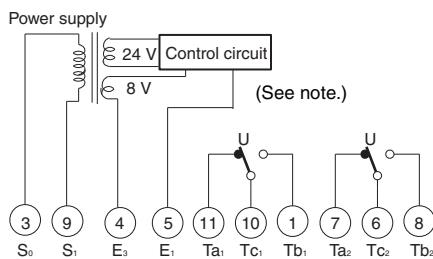 Power supply
24 V
Control circuit
8 V
(See note.)
U
U
3 9 4 5 11 10 1 7 6 8
S₀ S₁ E₃ E₁ Ta₁ Tc₁ Tb₁ Ta₂ Tc₂ Tb₂